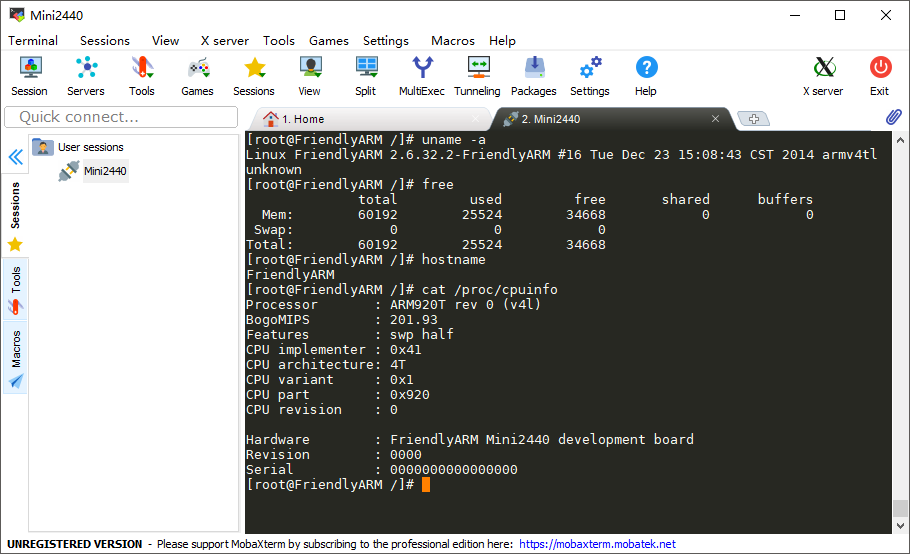 Mini2440
Terminal Sessions View X server Tools Games Settings Macros Help
Session Servers Tools Games Sessions View Split MultiExec Tunneling Packages Settings Help X server Exit
Quick connect...
1. Home
2. Mini2440
User sessions
Mini2440
Sessions
Tools
Macros
[root@FriendlyARM /]# uname -a
Linux FriendlyARM 2.6.32.2-FriendlyARM #16 Tue Dec 23 15:08:43 CST 2014 armv4tl
unknown
[root@FriendlyARM /]# free
              total         used         free       shared      buffers
  Mem:        60192        25524        34668            0            0
 Swap:            0            0            0
Total:        60192        25524        34668
[root@FriendlyARM /]# hostname
FriendlyARM
[root@FriendlyARM /]# cat /proc/cpuinfo
Processor       : ARM920T rev 0 (v4l)
BogoMIPS        : 201.93
Features        : swp half
CPU implementer : 0x41
CPU architecture: 4T
CPU variant     : 0x1
CPU part        : 0x920
CPU revision    : 0
Hardware        : FriendlyARM Mini2440 development board
Revision        : 0000
Serial          : 0000000000000000
[root@FriendlyARM /]#
UNREGISTERED VERSION - Please support MobaXterm by subscribing to the professional edition here: https://mobaxterm.mobatek.net